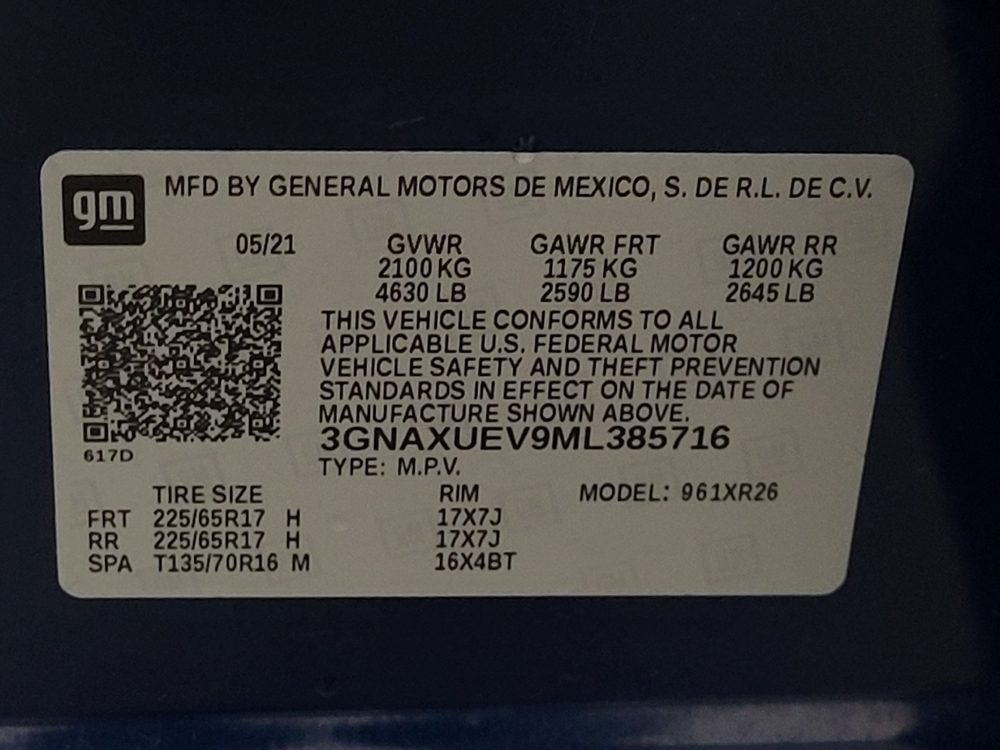 gm
MFD BY GENERAL MOTORS DE MEXICO, S. DE R.L. DE C.V.
05/21 GVWR GAWR FRT GAWR RR
2100 KG 1175 KG 1200 KG
4630 LB 2590 LB 2645 LB
THIS VEHICLE CONFORMS TO ALL
APPLICABLE U.S. FEDERAL MOTOR
VEHICLE SAFETY AND THEFT PREVENTION
STANDARDS IN EFFECT ON THE DATE OF
MANUFACTURE SHOWN ABOVE.
3GNAXUEV9ML385716
617D
TYPE: M.P.V.
TIRE SIZE RIM MODEL: 961XR26
FRT 225/65R17 H 17X7J
RR 225/65R17 H 17X7J
SPA T135/70R16 M 16X4BT